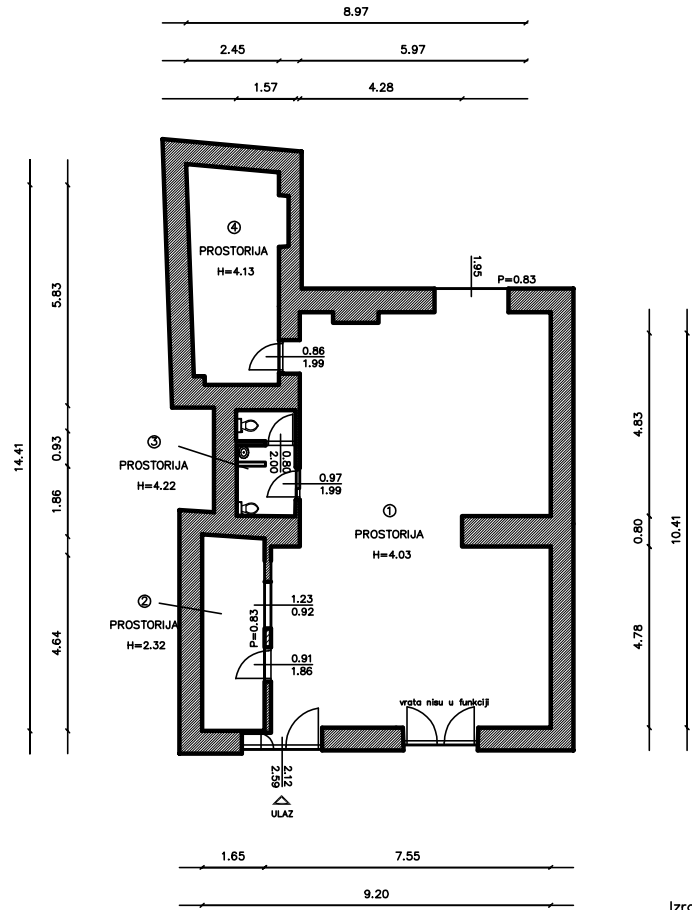 8.97
2.45
5.97
1.57
4.28
1.95
P=0.83
4
PROSTORIJA
H=4.13
5.83
0.86
1.99
4.83
14.41
0.93
3
PROSTORIJA
H=4.22
0.80
2.00
0.97
1.99
1.86
1
PROSTORIJA
H=4.03
0.80
10.41
2
PROSTORIJA
H=2.32
P=0.83
1.23
0.92
4.64
4.78
0.91
1.86
vrata nisu u funkciji
2.12
2.59
ULAZ
1.65
7.55
9.20
Izra